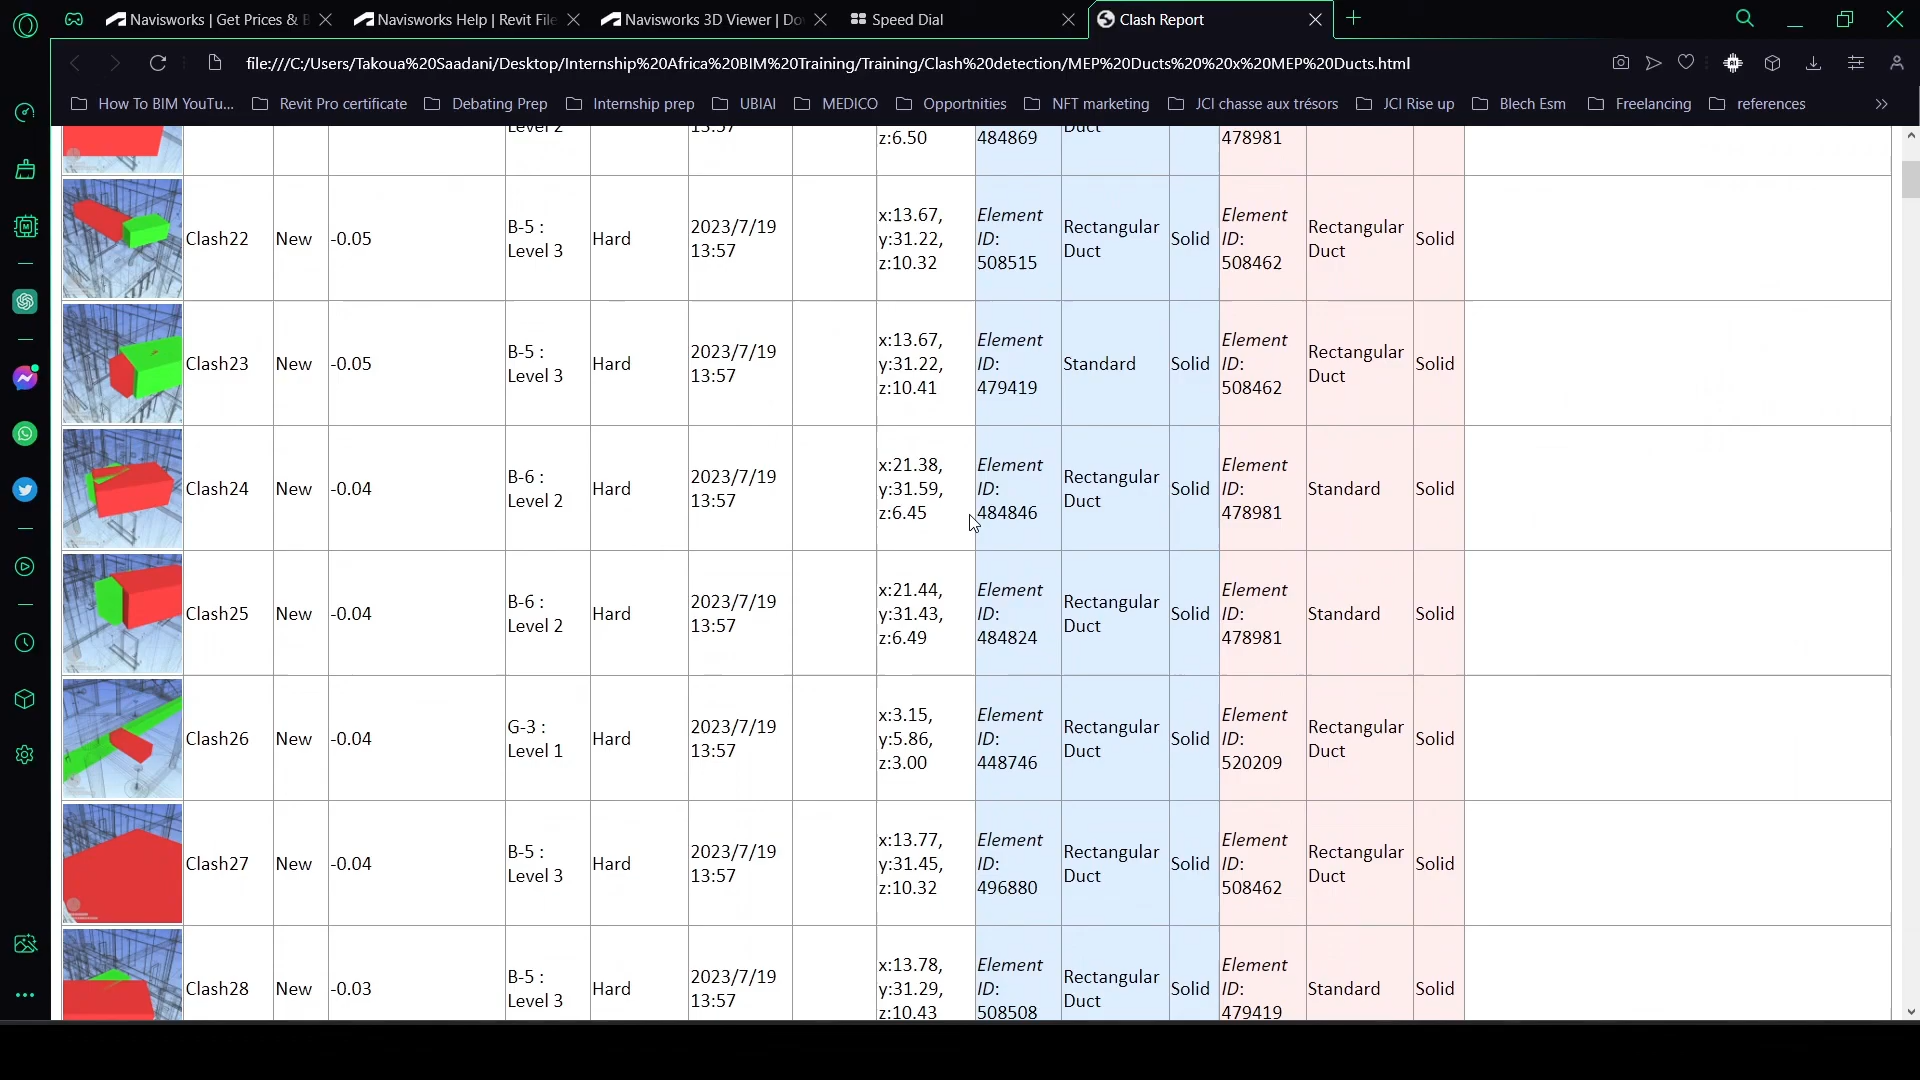 Navisworks | Get Prices & B
Navisworks Help | Revit File
Navisworks 3D Viewer | Do
Speed Dial
Clash Report
file:///C:/Users/Takoua%20Saadani/Desktop/Internship%20Africa%20BIM%20Training/Training/Clash%20detection/MEP%20Ducts%20%20x%20MEP%20Ducts.html
How To BIM YouTu... Revit Pro certificate Debating Prep Internship prep UBIAI MEDICO Opportnities NFT marketing JCI chasse aux trésors JCI Rise up Blech Esm Freelancing references
Level 2
13:57
z:6.50
484869
Duct
478981
Clash22
New
-0.05
B-5 :
Level 3
Hard
2023/7/19
13:57
x:13.67,
y:31.22,
z:10.32
Element
ID:
508515
Rectangular
Duct
Solid
Element
ID:
508462
Rectangular
Duct
Solid
Clash23
New
-0.05
B-5 :
Level 3
Hard
2023/7/19
13:57
x:13.67,
y:31.22,
z:10.41
Element
ID:
479419
Standard
Solid
Element
ID:
508462
Rectangular
Duct
Solid
Clash24
New
-0.04
B-6 :
Level 2
Hard
2023/7/19
13:57
x:21.38,
y:31.59,
z:6.45
Element
ID:
484846
Rectangular
Duct
Solid
Element
ID:
478981
Standard
Solid
Clash25
New
-0.04
B-6 :
Level 2
Hard
2023/7/19
13:57
x:21.44,
y:31.43,
z:6.49
Element
ID:
484824
Rectangular
Duct
Solid
Element
ID:
478981
Standard
Solid
Clash26
New
-0.04
G-3 :
Level 1
Hard
2023/7/19
13:57
x:3.15,
y:5.86,
z:3.00
Element
ID:
448746
Rectangular
Duct
Solid
Element
ID:
520209
Rectangular
Duct
Solid
Clash27
New
-0.04
B-5 :
Level 3
Hard
2023/7/19
13:57
x:13.77,
y:31.45,
z:10.32
Element
ID:
496880
Rectangular
Duct
Solid
Element
ID:
508462
Rectangular
Duct
Solid
Clash28
New
-0.03
B-5 :
Level 3
Hard
2023/7/19
13:57
x:13.78,
y:31.29,
z:10.43
Element
ID:
508508
Rectangular
Duct
Solid
Element
ID:
479419
Standard
Solid